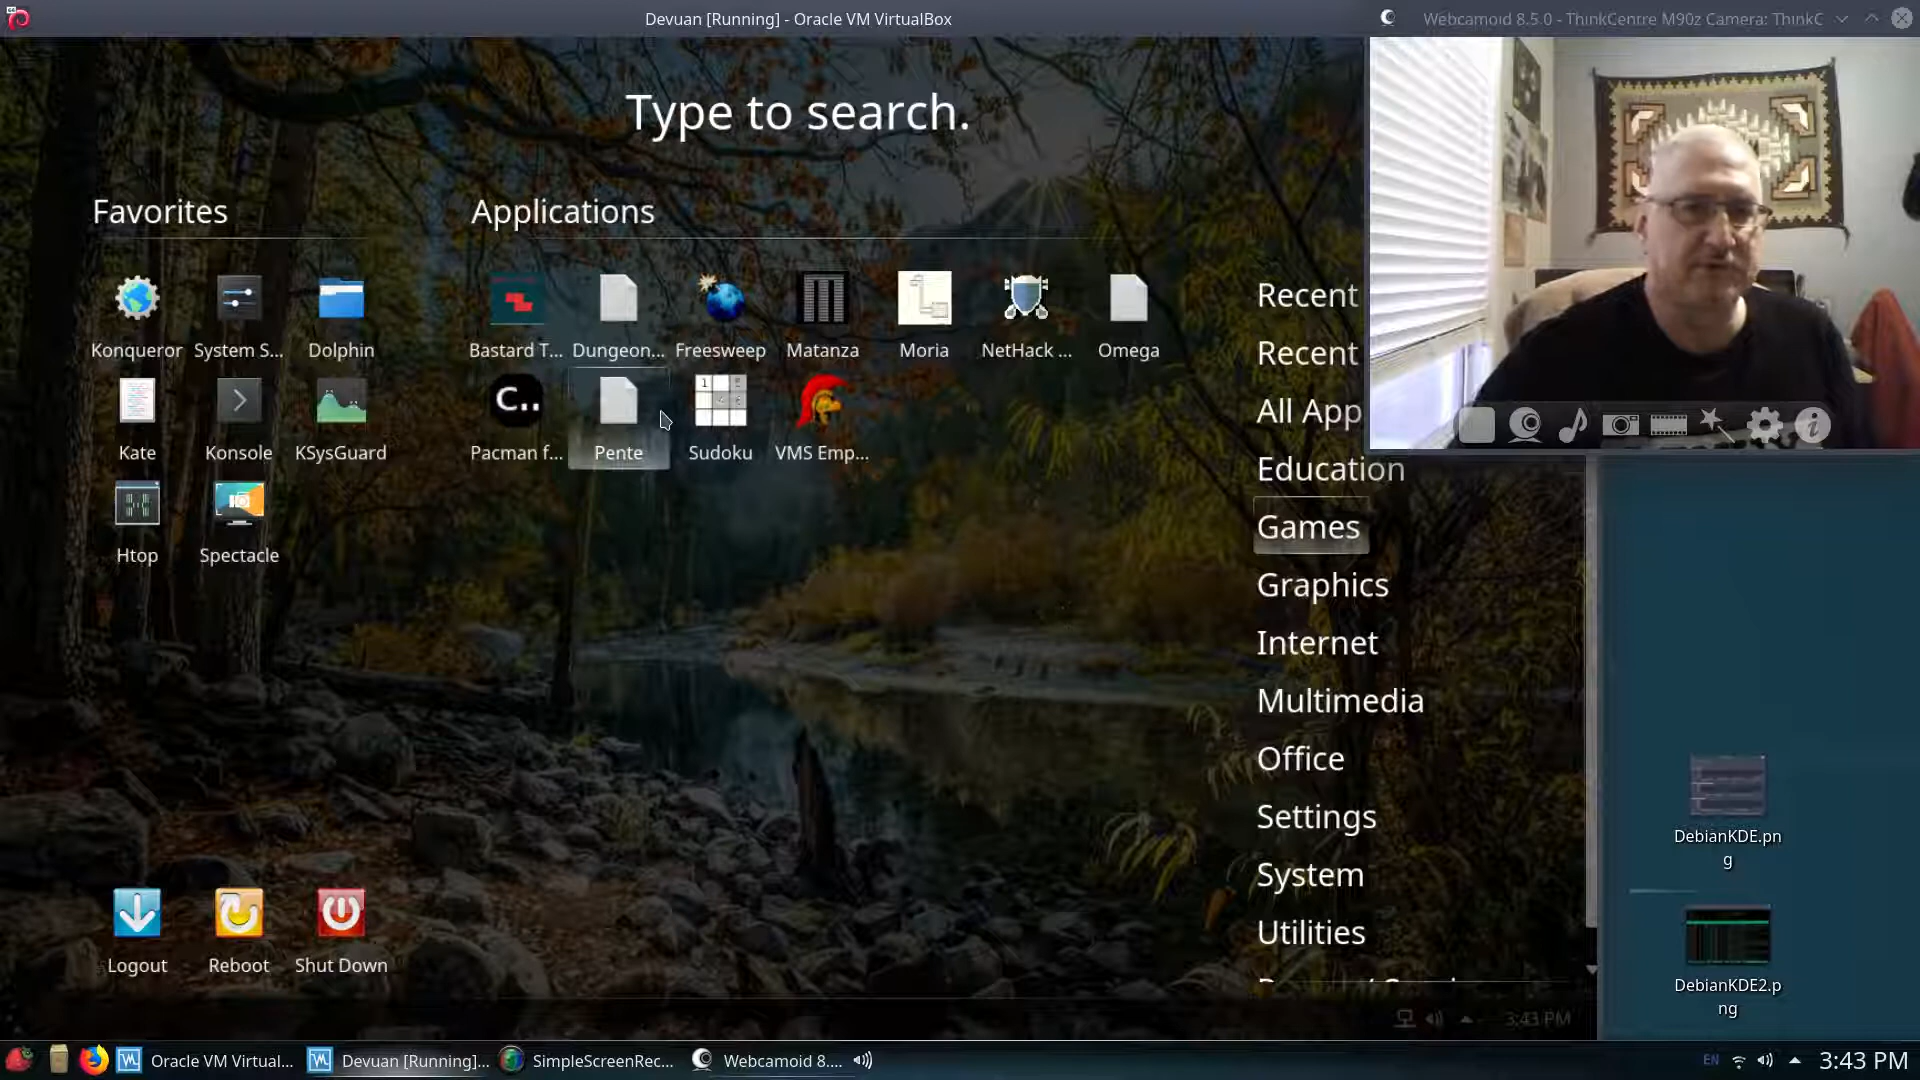 Devuan [Running] - Oracle VM VirtualBox
Webcamoid 8.5.0 - ThinkCentre M90z Camera: ThinkC
Type to search.
Favorites
Applications
Konqueror
System S...
Dolphin
Bastard T...
Dungeon...
Freesweep
Matanza
Moria
NetHack ...
Omega
Kate
Konsole
KSysGuard
C..
Pacman f...
Pente
Sudoku
VMS Emp...
Htop
Spectacle
Recent
Recent
All App
Education
Games
Graphics
Internet
Multimedia
Office
Settings
System
Utilities
Logout
Reboot
Shut Down
3:43 PM
DebianKDE.pn
g
DebianKDE2.p
ng
Oracle VM Virtual...
Devuan [Running]...
SimpleScreenRec...
Webcamoid 8....
EN
3:43 PM